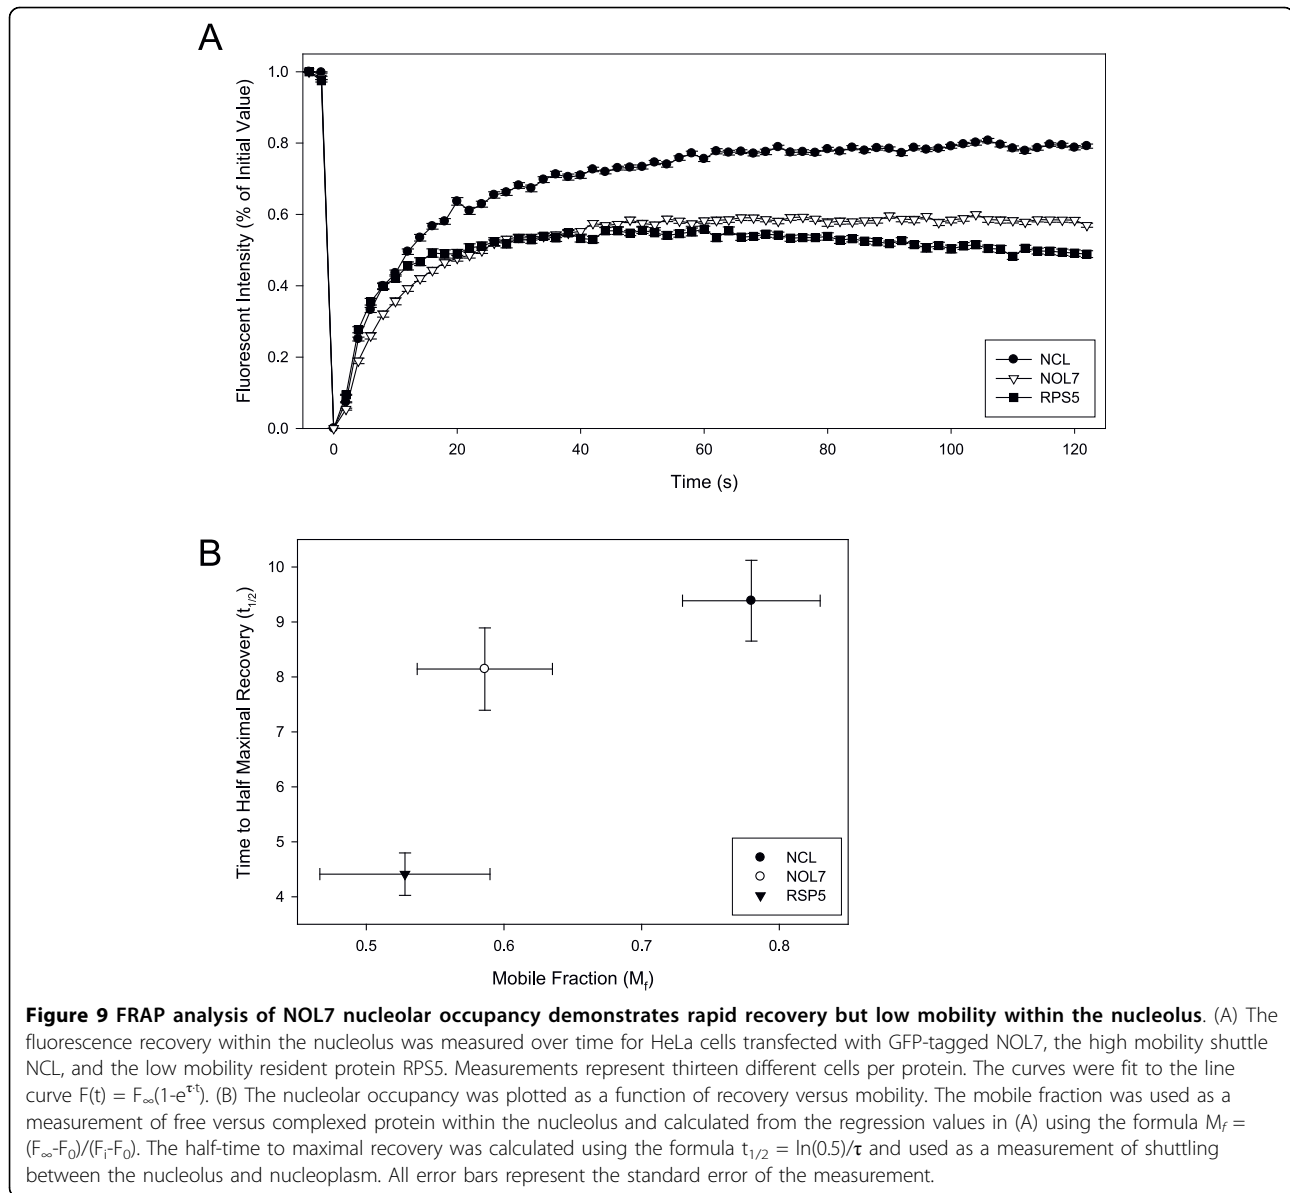 A
Fluorescent Intensity (% of Initial Value)
1.0
0.8
0.6
0.4
0.2
0.0
NCL
NOL7
RPS5
0 20 40 60 80 100 120
Time (s)
B
Time to Half Maximal Recovery (t1/2)
10
9
8
7
6
5
4
NCL
NOL7
RSP5
0.5 0.6 0.7 0.8
Mobile Fraction (Mf)
Figure 9 FRAP analysis of NOL7 nucleolar occupancy demonstrates rapid recovery but low mobility within the nucleolus. (A) The
fluorescence recovery within the nucleolus was measured over time for HeLa cells transfected with GFP-tagged NOL7, the high mobility shuttle
NCL, and the low mobility resident protein RPS5. Measurements represent thirteen different cells per protein. The curves were fit to the line
curve F(t) = F∞(1-e^τ·t). (B) The nucleolar occupancy was plotted as a function of recovery versus mobility. The mobile fraction was used as a
measurement of free versus complexed protein within the nucleolus and calculated from the regression values in (A) using the formula Mf =
(F∞-F0)/(Fi-F0). The half-time to maximal recovery was calculated using the formula t1/2 = ln(0.5)/τ and used as a measurement of shuttling
between the nucleolus and nucleoplasm. All error bars represent the standard error of the measurement.